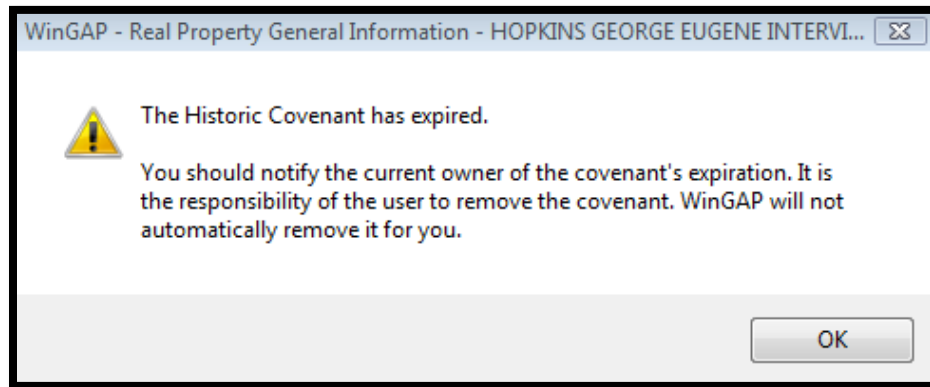 WinGAP - Real Property General Information - HOPKINS GEORGE EUGENE INTERVI...
The Historic Covenant has expired.
You should notify the current owner of the covenant's expiration. It is
the responsibility of the user to remove the covenant. WinGAP will not
automatically remove it for you.
OK